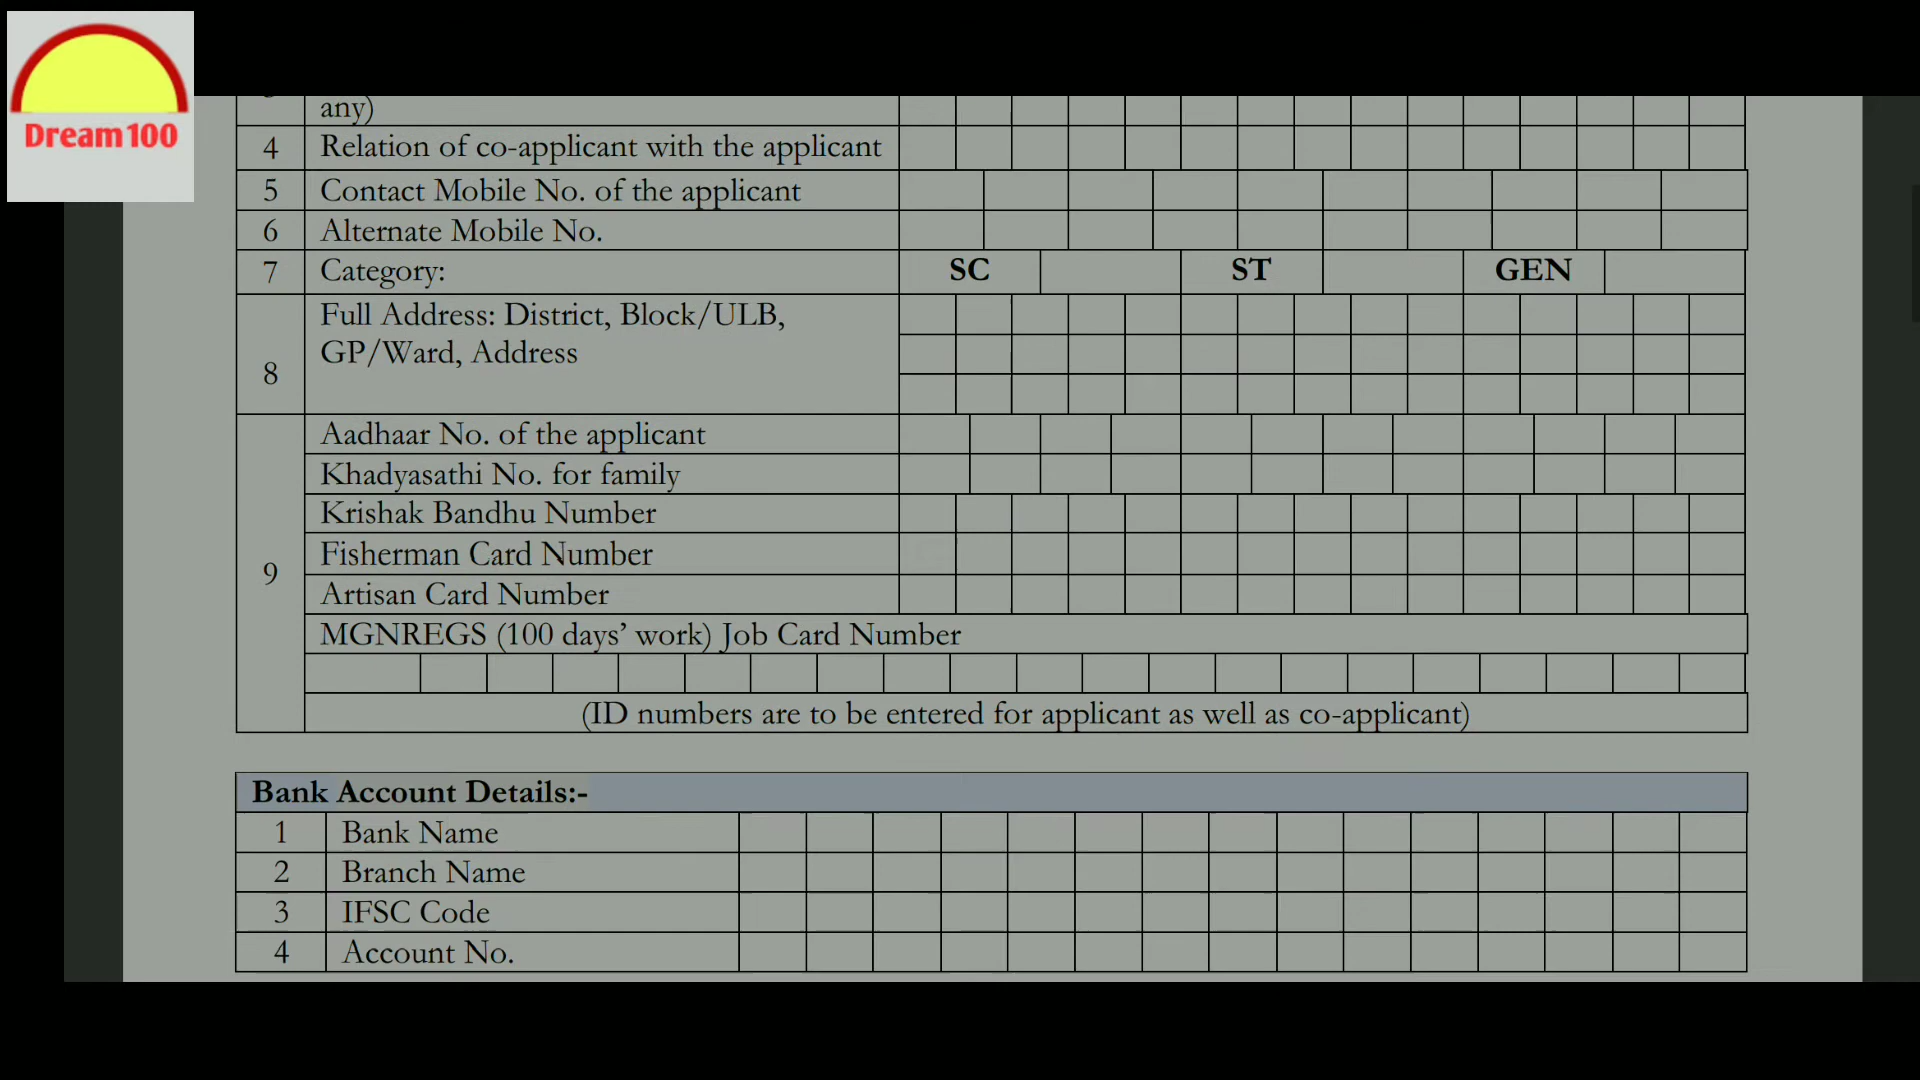 Dream100
any)
4 Relation of co-applicant with the applicant
5 Contact Mobile No. of the applicant
6 Alternate Mobile No.
7 Category: SC ST GEN
8 Full Address: District, Block/ULB,
GP/Ward, Address
9 Aadhaar No. of the applicant
Khadyasathi No. for family
Krishak Bandhu Number
Fisherman Card Number
Artisan Card Number
MGNREGS (100 days’ work) Job Card Number
(ID numbers are to be entered for applicant as well as co-applicant)
Bank Account Details:-
1 Bank Name
2 Branch Name
3 IFSC Code
4 Account No.